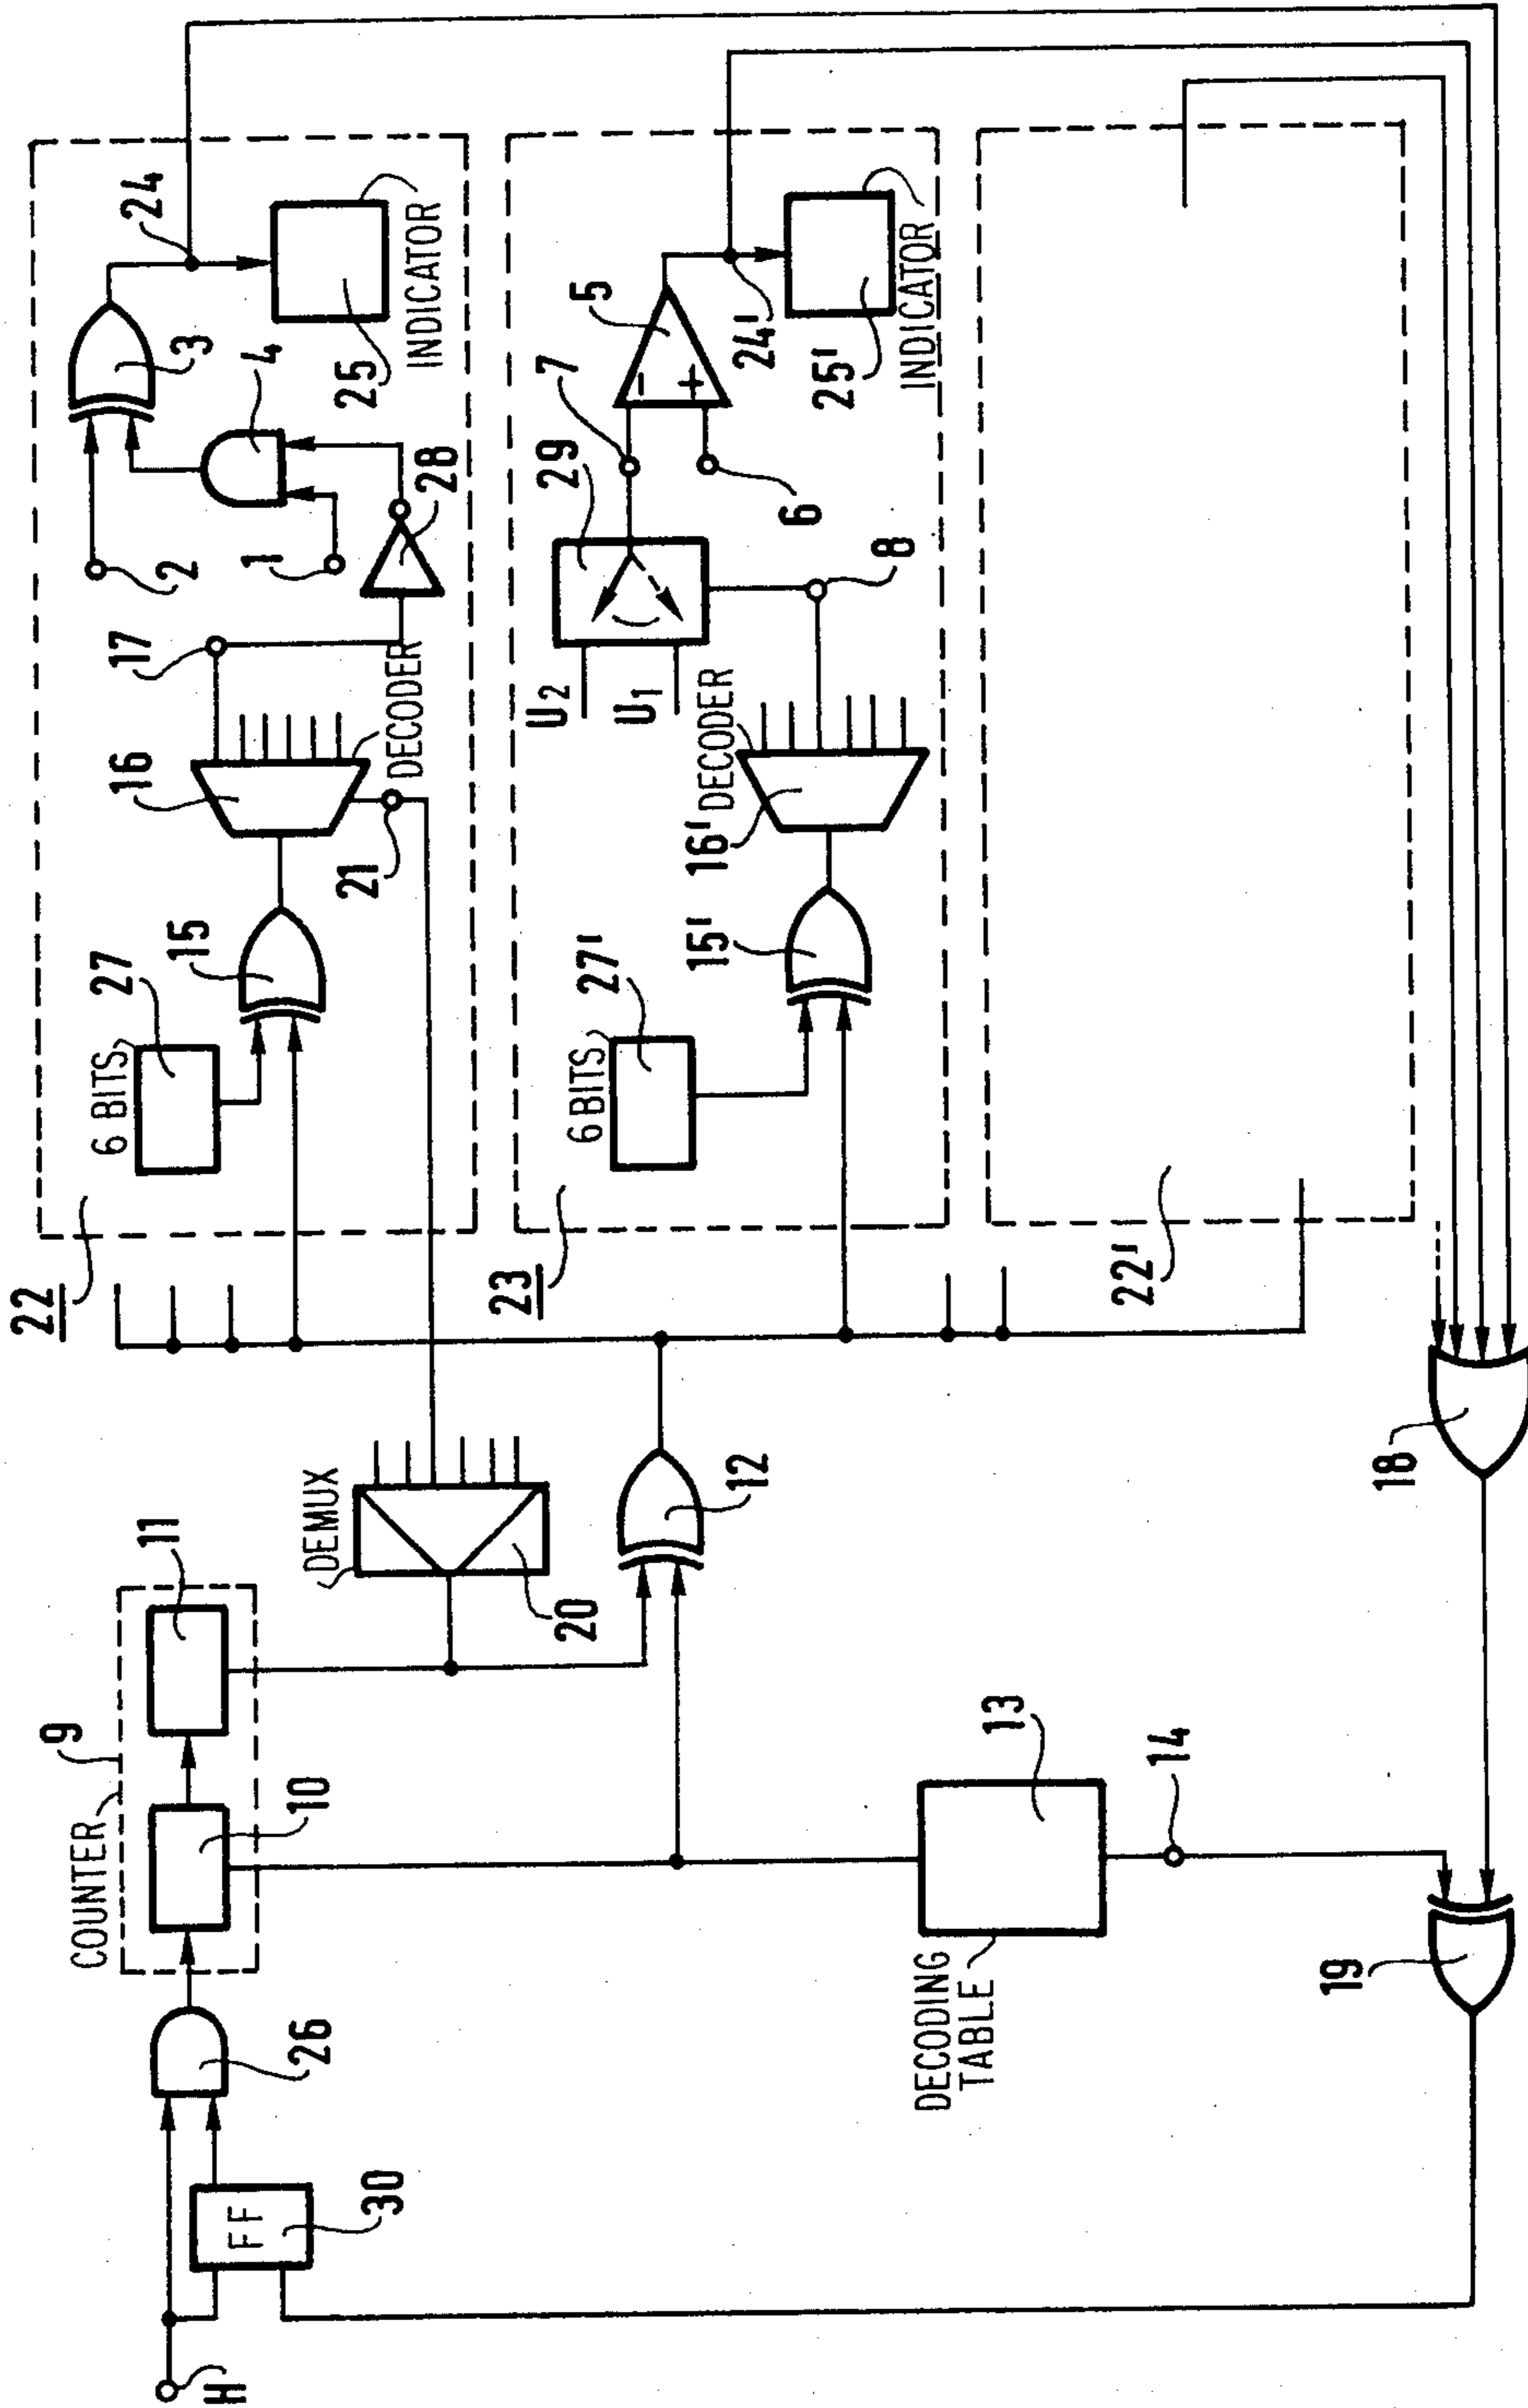 22
27
6 BITS
15
16
17
2
1
3
4
24
25
INDICATOR
28
DECODER
21
23
27'
6 BITS
15'
16'
DECODER
U2
U1
29
7
5
-
+
6
8
24'
25'
INDICATOR
22'
H
FF
30
26
COUNTER
9
10
11
DEMUX
20
12
DECODING
TABLE
13
14
18
19